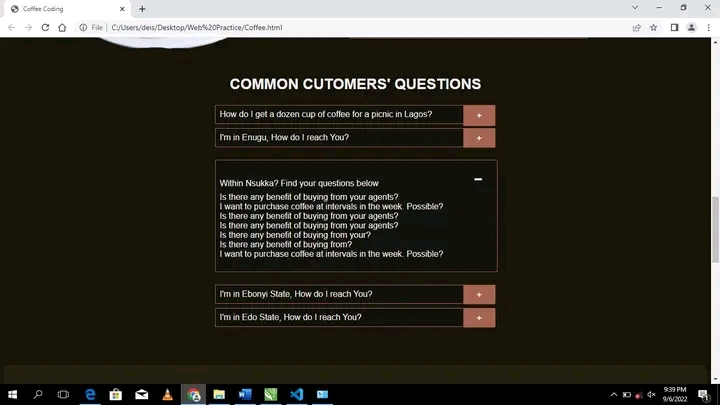 Coffee Coding
File
C:/Users/deis/Desktop/Web%20Practice/Coffee.html
COMMON CUTOMERS' QUESTIONS
How do I get a dozen cup of coffee for a picnic in Lagos? +
I'm in Enugu, How do I reach You? +
Within Nsukka? Find your questions below
Is there any benefit of buying from your agents?
I want to purchase coffee at intervals in the week. Possible?
Is there any benefit of buying from your agents?
Is there any benefit of buying from your agents?
Is there any benefit of buying from your?
Is there any benefit of buying from?
I want to purchase coffee at intervals in the week. Possible?
I'm in Ebonyi State, How do I reach You? +
I'm in Edo State, How do I reach You? +
9:39 PM
9/6/2022